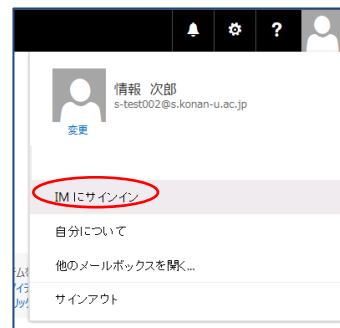 ?
情報 次郎
s-test002@s.konan-u.ac.jp
変更
IM にサインイン
自分について
他のメールボックスを開く...
サインアウト